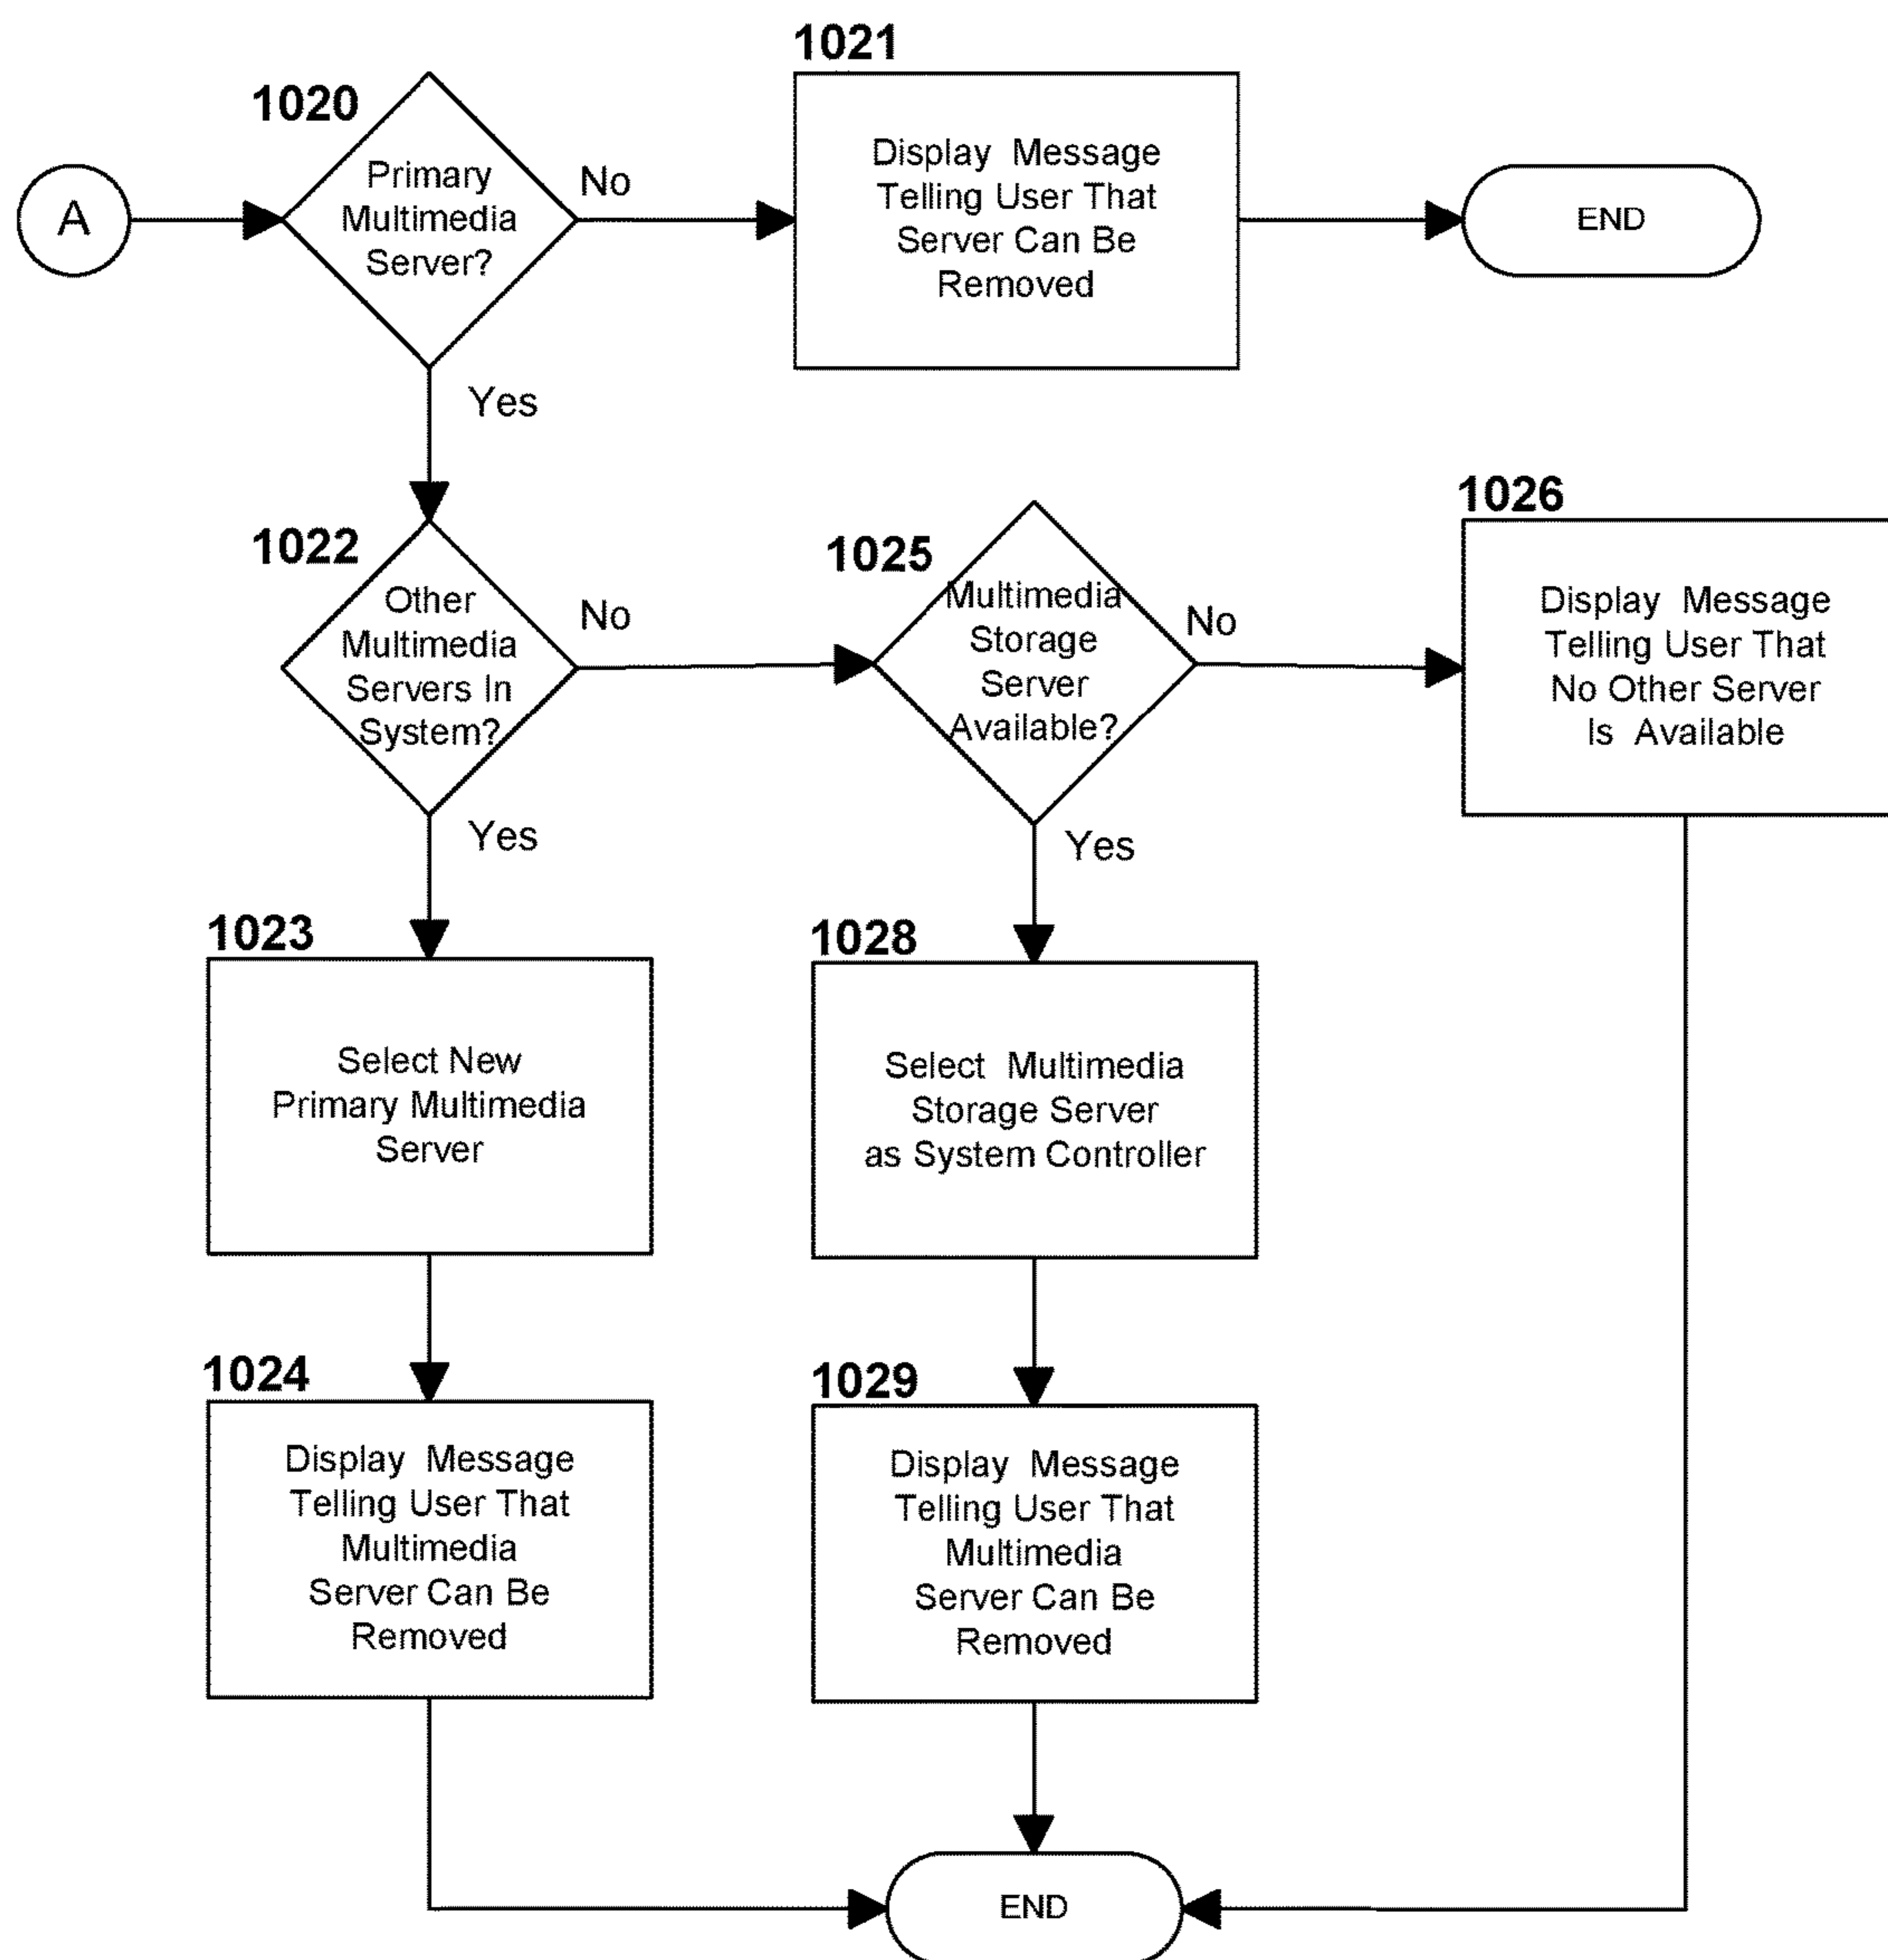 1021
1020
A
Primary
Multimedia
Server?
No
Display Message
Telling User That
Server Can Be
Removed
END
Yes
1022
Other
Multimedia
Servers In
System?
No
1025
Multimedia
Storage
Server
Available?
No
1026
Display Message
Telling User That
No Other Server
Is Available
Yes
Yes
1023
Select New
Primary Multimedia
Server
1028
Select Multimedia
Storage Server
as System Controller
1024
Display Message
Telling User That
Multimedia
Server Can Be
Removed
1029
Display Message
Telling User That
Multimedia
Server Can Be
Removed
END